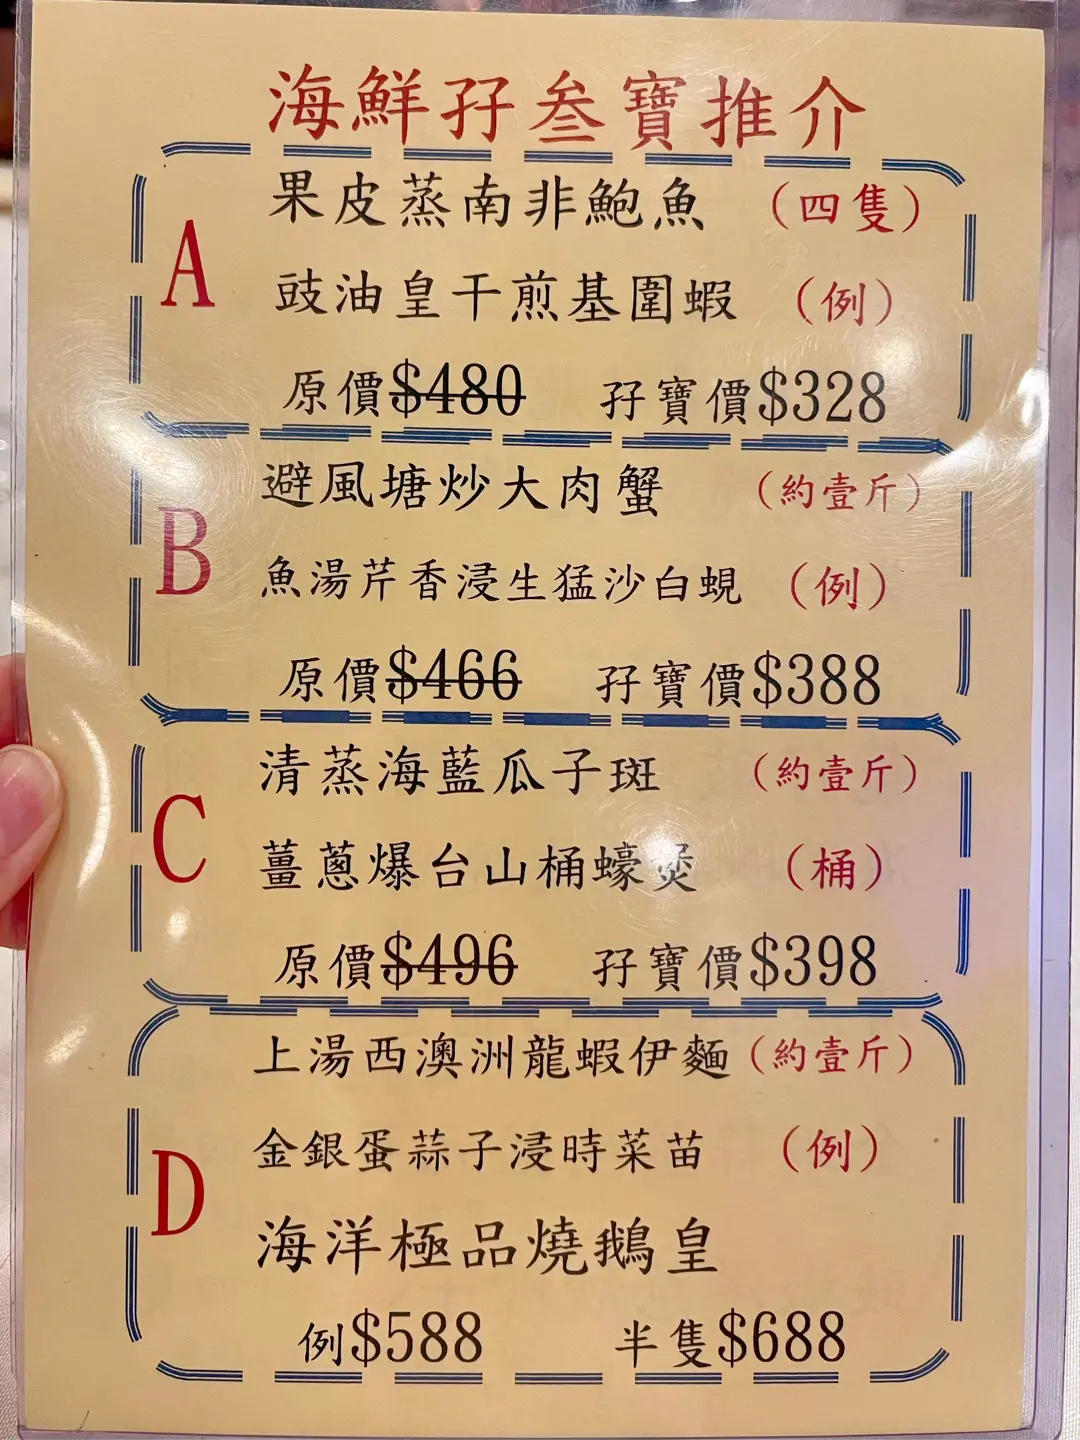 海鮮孖叁寶推介
A
果皮蒸南非鮑魚 (四隻)
豉油皇干煎基圍蝦 (例)
原價$480 孖寶價$328
B
避風塘炒大肉蟹 (約壹斤)
魚湯芹香浸生猛沙白蜆 (例)
原價$466 孖寶價$388
C
清蒸海藍瓜子斑 (約壹斤)
薑蔥爆台山桶蠔煲 (桶)
原價$496 孖寶價$398
D
上湯西澳洲龍蝦伊麵 (約壹斤)
金銀蛋蒜子浸時菜苗 (例)
海洋極品燒鵝皇
例$588 半隻$688